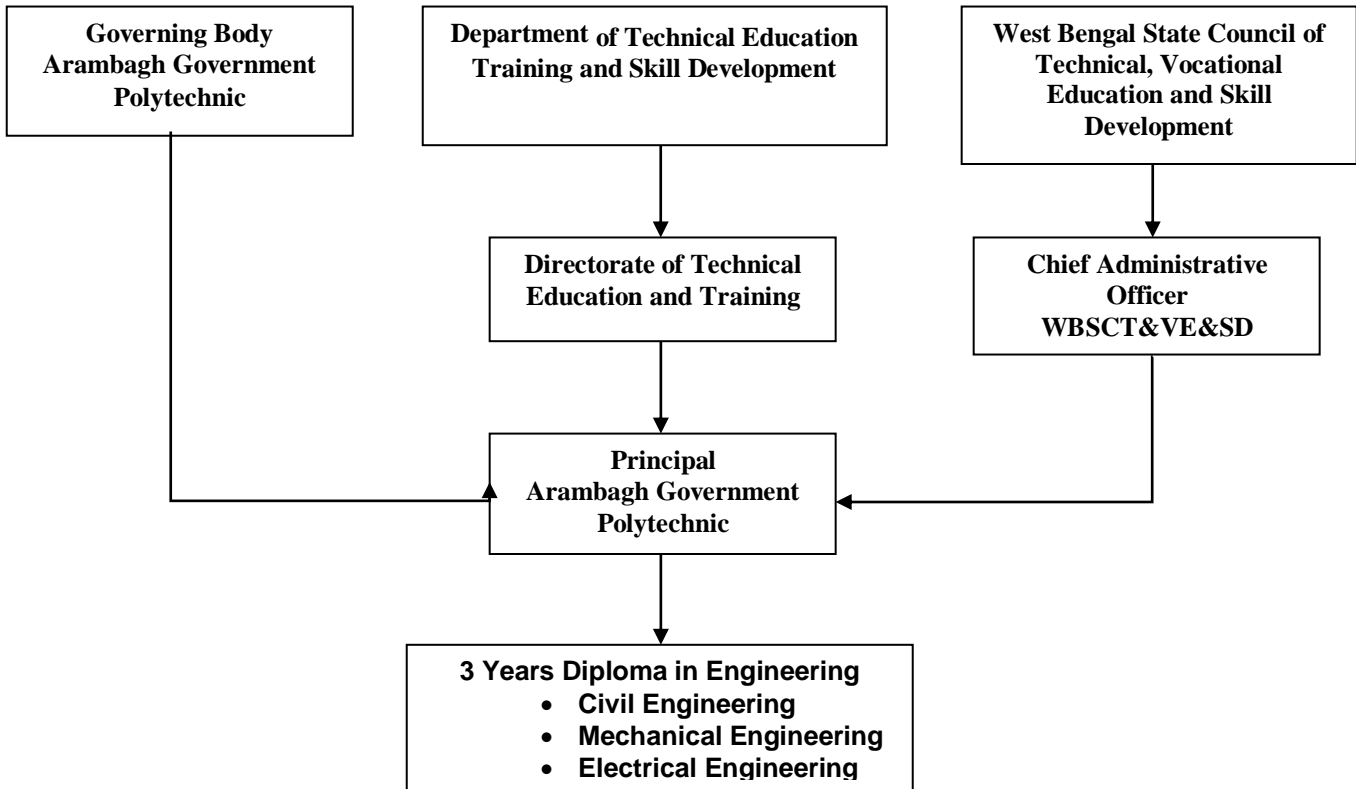 Governing Body
Arambagh Government
Polytechnic
Department of Technical Education
Training and Skill Development
West Bengal State Council of
Technical, Vocational
Education and Skill
Development
Directorate of Technical
Education and Training
Chief Administrative
Officer
WBSCT&VE&SD
Principal
Arambagh Government
Polytechnic
3 Years Diploma in Engineering
• Civil Engineering
• Mechanical Engineering
• Electrical Engineering